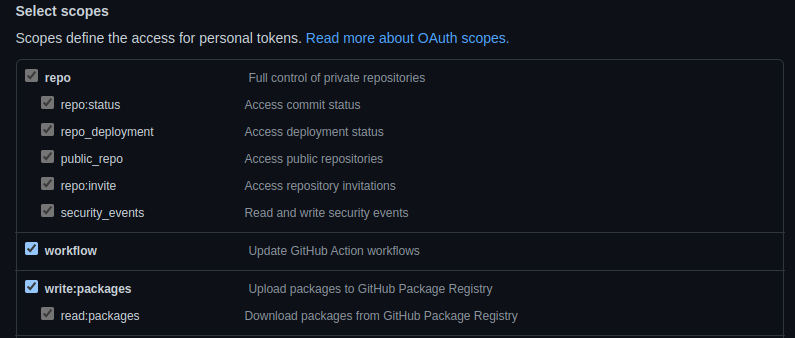 Select scopes
Scopes define the access for personal tokens. Read more about OAuth scopes.
repo Full control of private repositories
repo:status Access commit status
repo_deployment Access deployment status
public_repo Access public repositories
repo:invite Access repository invitations
security_events Read and write security events
workflow Update GitHub Action workflows
write:packages Upload packages to GitHub Package Registry
read:packages Download packages from GitHub Package Registry